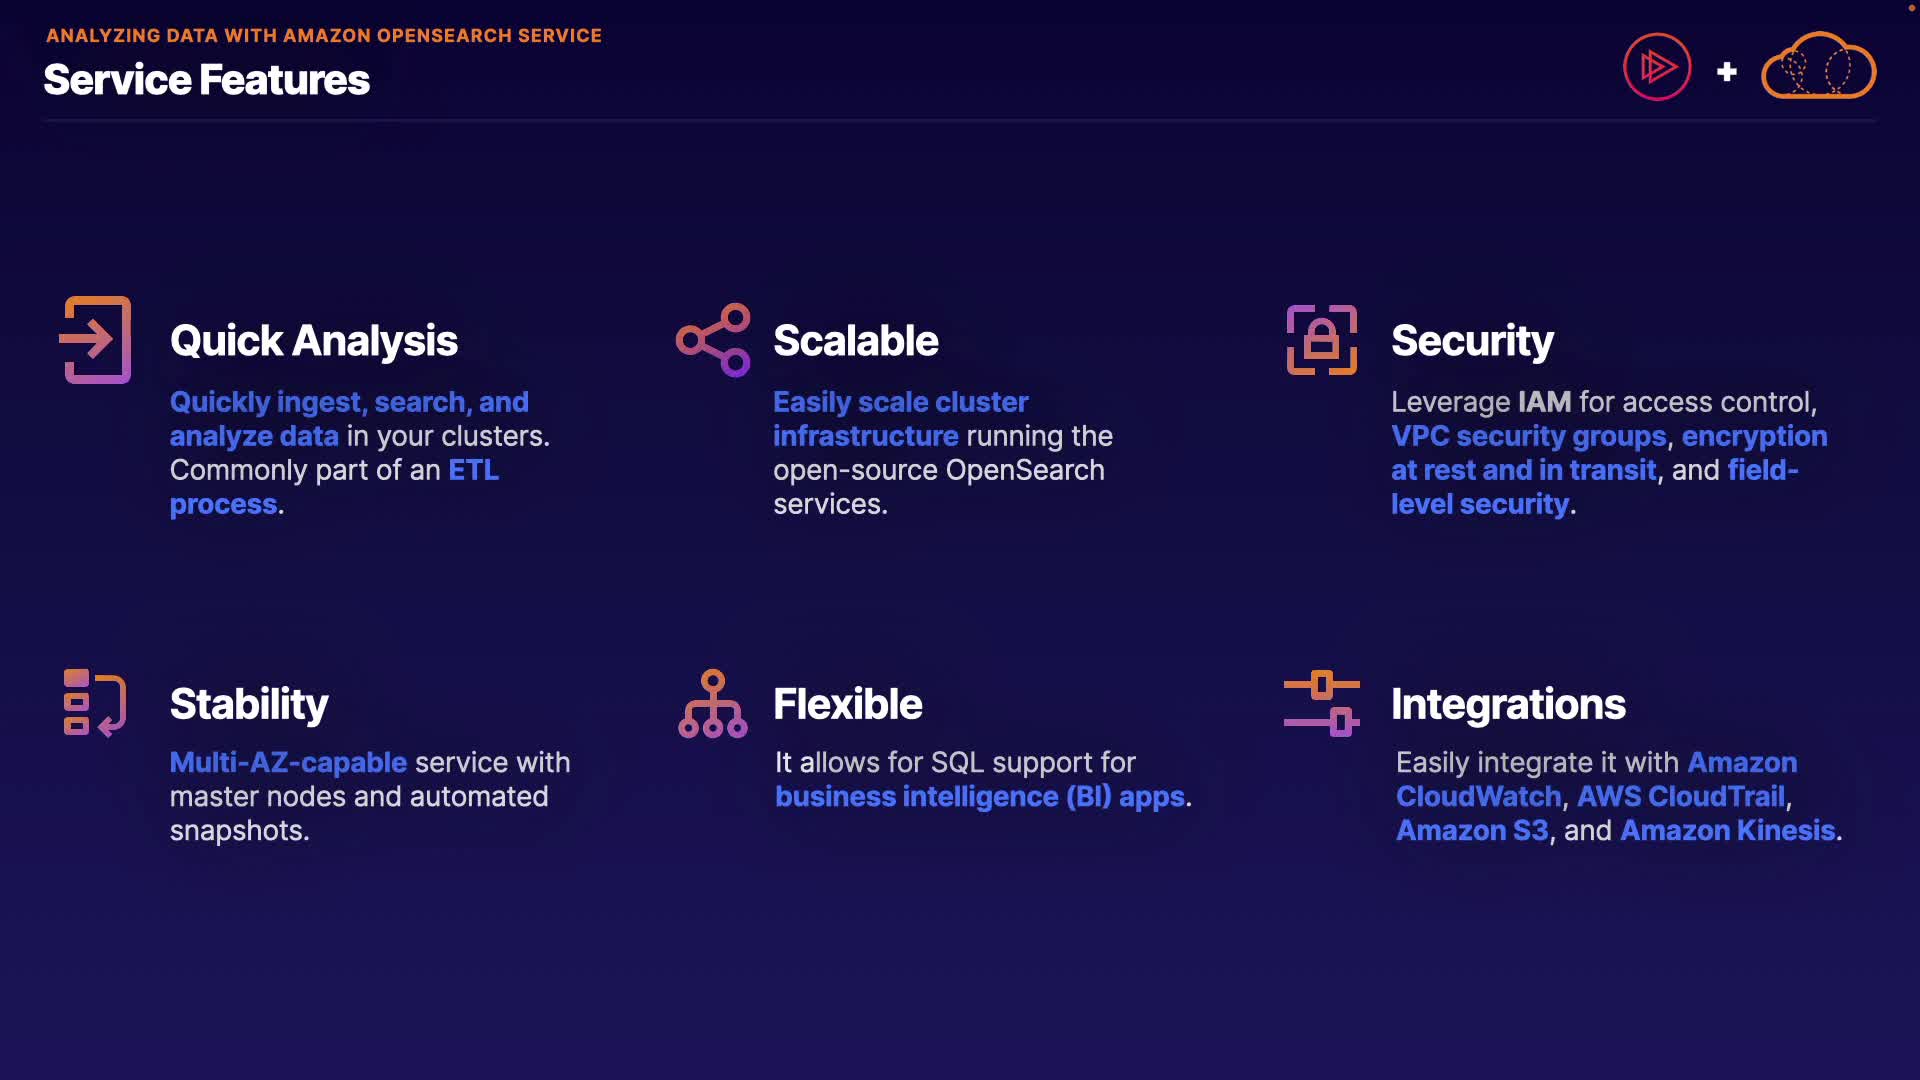 ANALYZING DATA WITH AMAZON OPENSEARCH SERVICE
Service Features
Quick Analysis
Quickly ingest, search, and
analyze data in your clusters.
Commonly part of an ETL
process.
Scalable
Easily scale cluster
infrastructure running the
open-source OpenSearch
services.
Security
Leverage IAM for access control,
VPC security groups, encryption
at rest and in transit, and field-
level security.
Stability
Multi-AZ-capable service with
master nodes and automated
snapshots.
Flexible
It allows for SQL support for
business intelligence (BI) apps.
Integrations
Easily integrate it with Amazon
CloudWatch, AWS CloudTrail,
Amazon S3, and Amazon Kinesis.